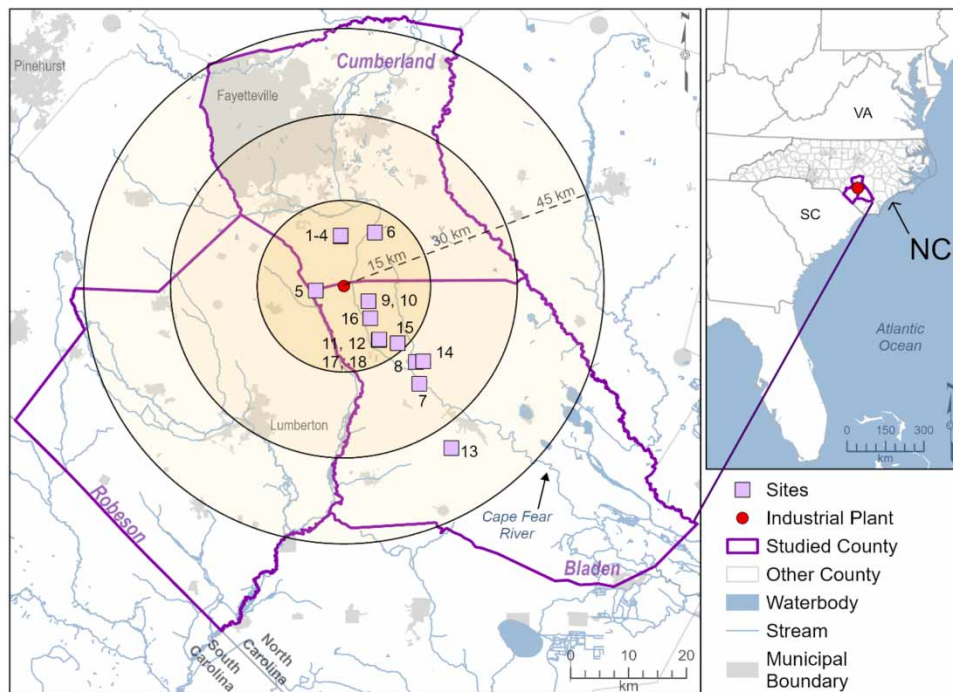 Pinehurst
Cumberland
Fayetteville
45 km
30 km
15 km
1-4
6
5
9, 10
16
15
11, 12
17, 18
14
8
7
13
Lumberton
Cape Fear
River
Robeson
Bladen
North
Carolina
South
Carolina
0 10 20
km
N
VA
SC
NC
Atlantic
Ocean
N
0 150 300
km
Sites
Industrial Plant
Studied County
Other County
Waterbody
Stream
Municipal
Boundary